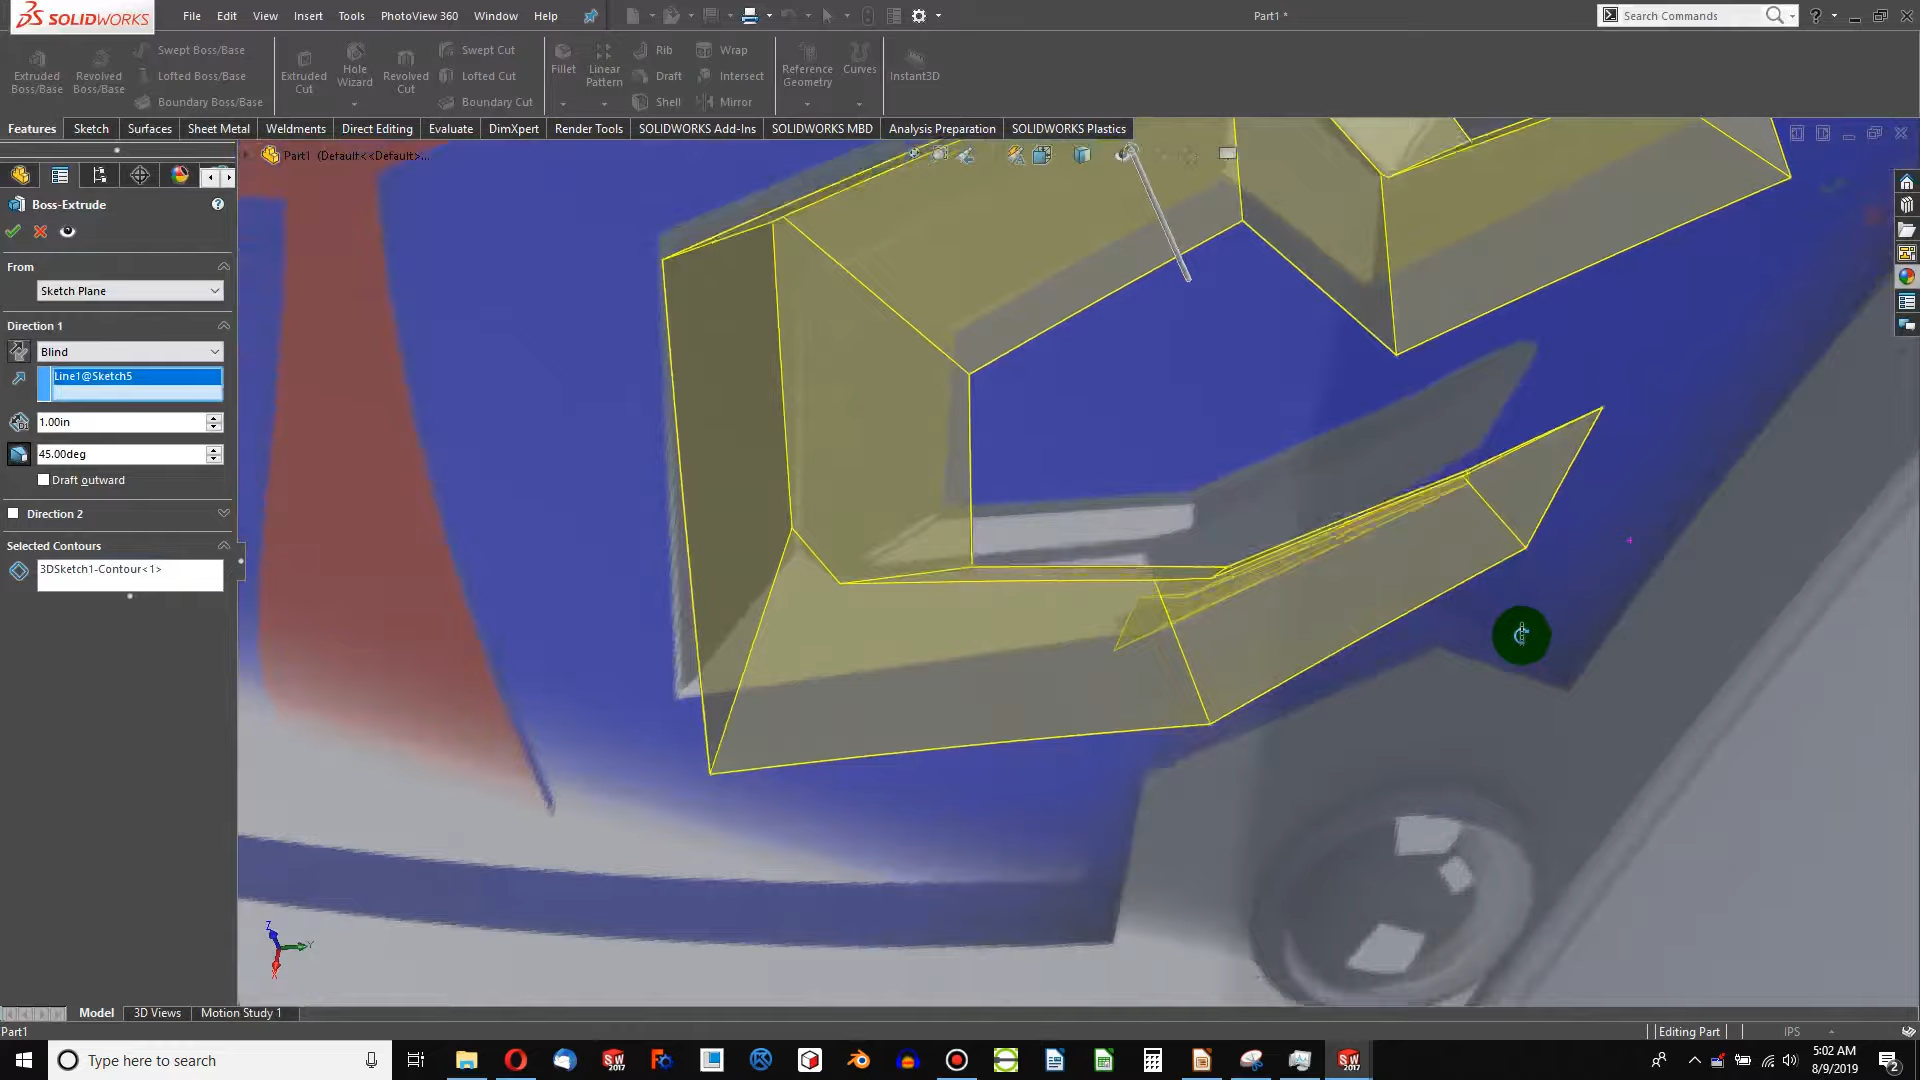 SOLIDWORKS
File Edit View Insert Tools PhotoView 360 Window Help
Part1 *
Search Commands
Extruded Boss/Base
Revolved Boss/Base
Swept Boss/Base
Lofted Boss/Base
Boundary Boss/Base
Extruded Cut
Hole Wizard
Revolved Cut
Swept Cut
Lofted Cut
Boundary Cut
Fillet
Linear Pattern
Rib
Draft
Shell
Wrap
Intersect
Mirror
Reference Geometry
Curves
Instant3D
Features Sketch Surfaces Sheet Metal Weldments Direct Editing Evaluate DimXpert Render Tools SOLIDWORKS Add-Ins SOLIDWORKS MBD Analysis Preparation SOLIDWORKS Plastics
Part1 (Default<<Default>...
Boss-Extrude
From
Sketch Plane
Direction 1
Blind
Line1@Sketch5
1.00in
45.00deg
Draft outward
Direction 2
Selected Contours
3DSketch1-Contour<1>
Z
Y
X
Model 3D Views Motion Study 1
Part1
Editing Part
IPS
Type here to search
SW 2017
SW 2017
5:02 AM
8/9/2019
2